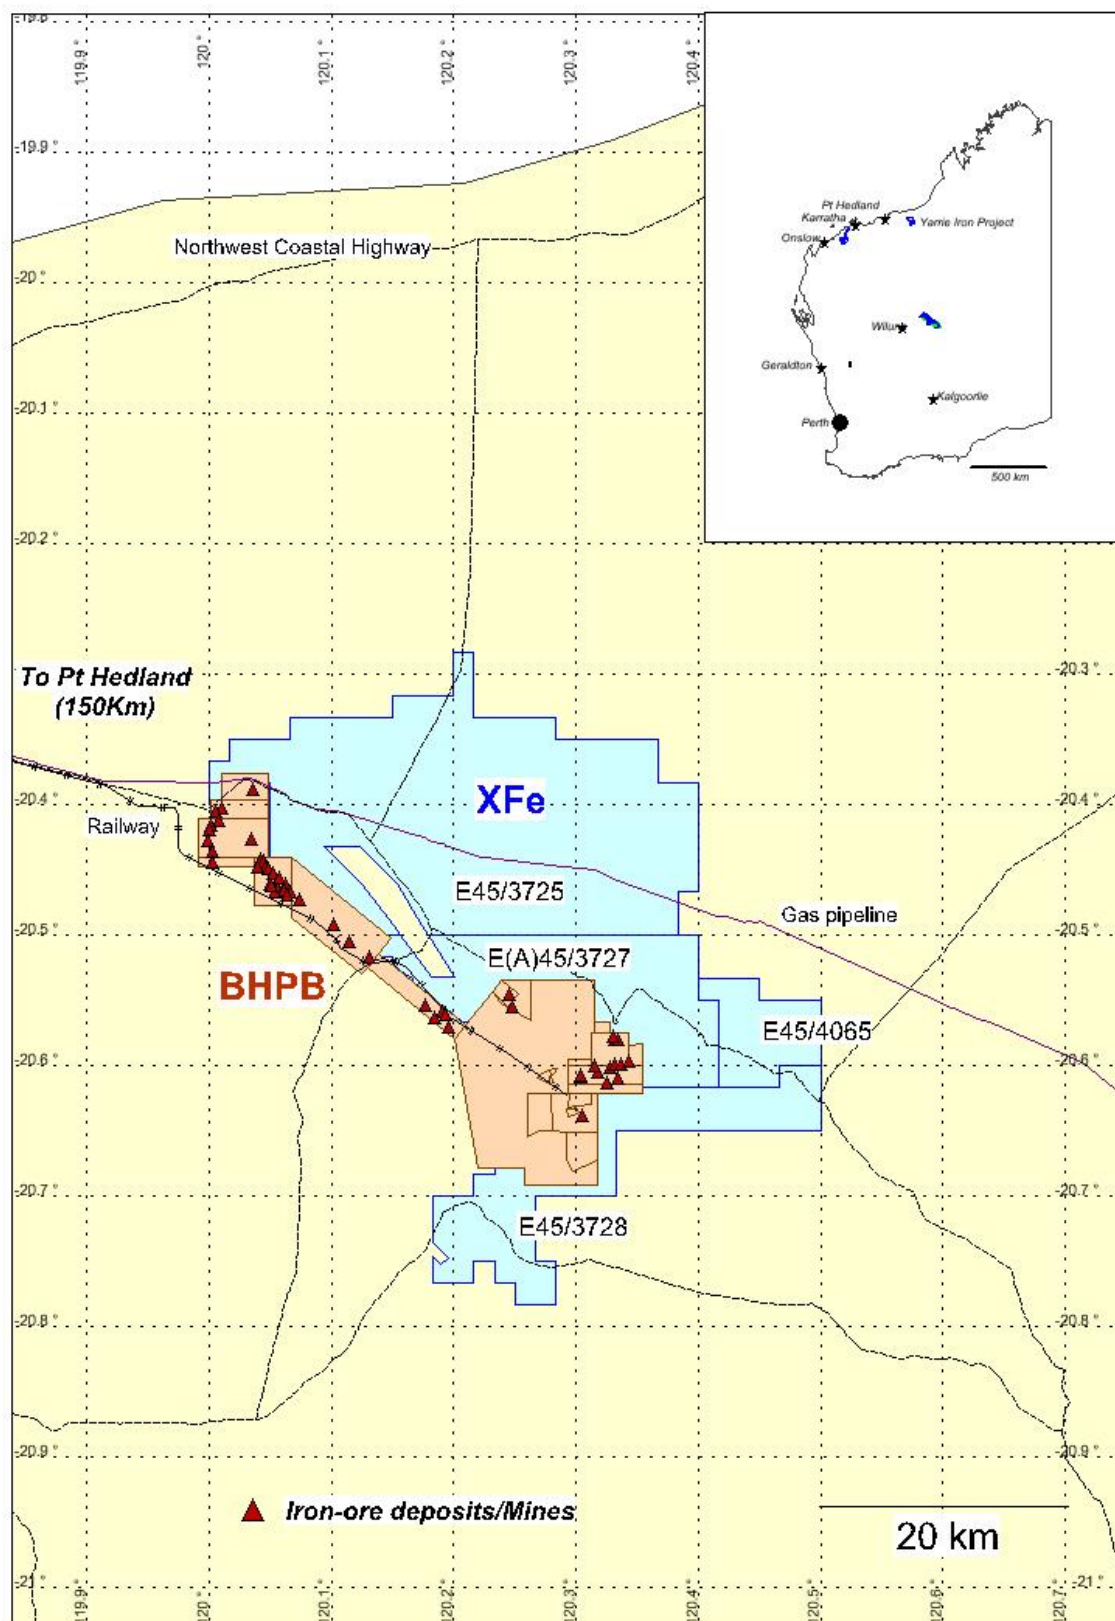 -19.8
119.9°
120.°
120.1°
120.2°
120.3°
120.4°
-19.9°
Pt Hedland
Karratha
Yarrie Iron Project
Onslow
Northwest Coastal Highway
-20.°
Wiluna
Geraldton
Kalgoorlie
-20.1°
Perth
500 km
-20.2°
To Pt Hedland
(150Km)
-20.3°
-20.3°
XFe
-20.4°
-20.4°
Railway
E45/3725
Gas pipeline
-20.5°
-20.5°
E(A)45/3727
BHPB
E45/4065
-20.6°
-20.6°
-20.7°
-20.7°
E45/3728
-20.8°
-20.8°
-20.9°
-20.9°
Iron-ore deposits/Mines
20 km
-21.°
-21.°
119.9°
120.°
120.1°
120.2°
120.3°
120.4°
120.5°
120.6°
120.7°